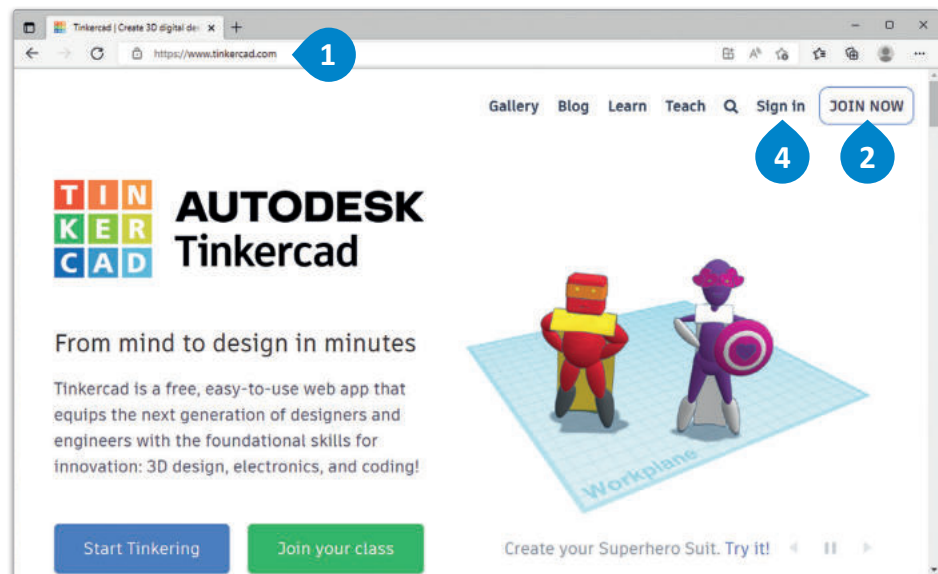 Tinkercad | Create 3D digital de
https://www.tinkercad.com
1
Gallery Blog Learn Teach Sign in JOIN NOW
4 2
TIN
KER
CAD
AUTODESK
Tinkercad
From mind to design in minutes
Tinkercad is a free, easy-to-use web app that
equips the next generation of designers and
engineers with the foundational skills for
innovation: 3D design, electronics, and coding!
Start Tinkering Join your class
Workplane
Create your Superhero Suit. Try it!